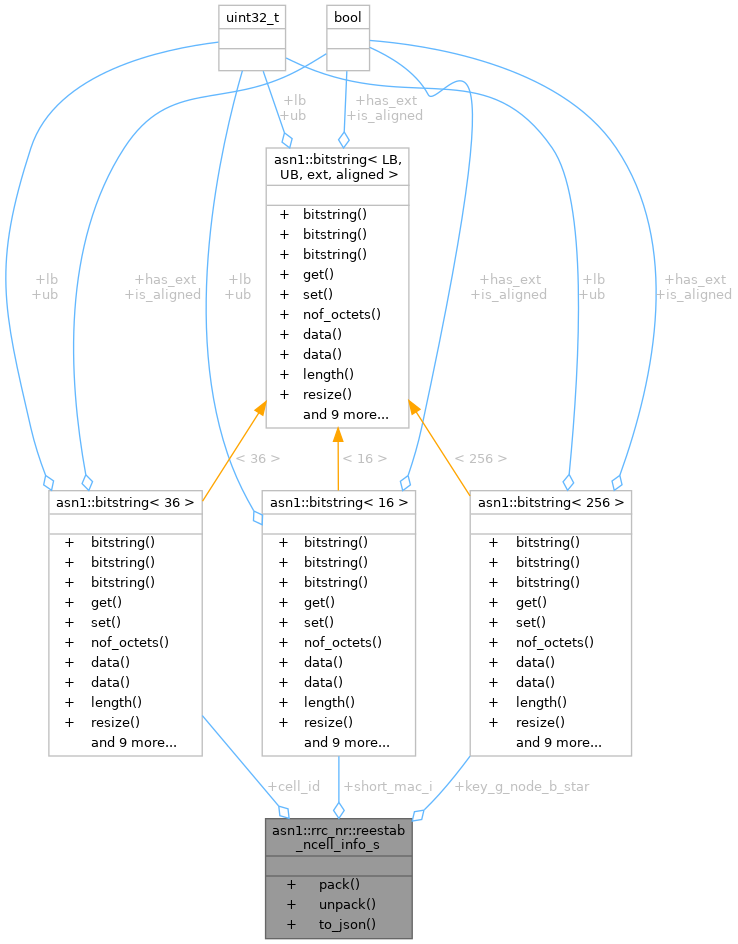 uint32_t
bool
+lb
+ub
+has_ext
+is_aligned
asn1::bitstring< LB,
UB, ext, aligned >
+ bitstring()
+ bitstring()
+ bitstring()
+ get()
+ set()
+ nof_octets()
+ data()
+ data()
+ length()
+ resize()
and 9 more...
+lb
+ub
+has_ext
+is_aligned
+lb
+ub
+has_ext
+is_aligned
+lb
+ub
+has_ext
+is_aligned
< 36 >
< 16 >
< 256 >
asn1::bitstring< 36 >
+ bitstring()
+ bitstring()
+ bitstring()
+ get()
+ set()
+ nof_octets()
+ data()
+ data()
+ length()
+ resize()
and 9 more...
asn1::bitstring< 16 >
+ bitstring()
+ bitstring()
+ bitstring()
+ get()
+ set()
+ nof_octets()
+ data()
+ data()
+ length()
+ resize()
and 9 more...
asn1::bitstring< 256 >
+ bitstring()
+ bitstring()
+ bitstring()
+ get()
+ set()
+ nof_octets()
+ data()
+ data()
+ length()
+ resize()
and 9 more...
+cell_id
+short_mac_i
+key_g_node_b_star
asn1::rrc_nr::reestab
_ncell_info_s
+ pack()
+ unpack()
+ to_json()